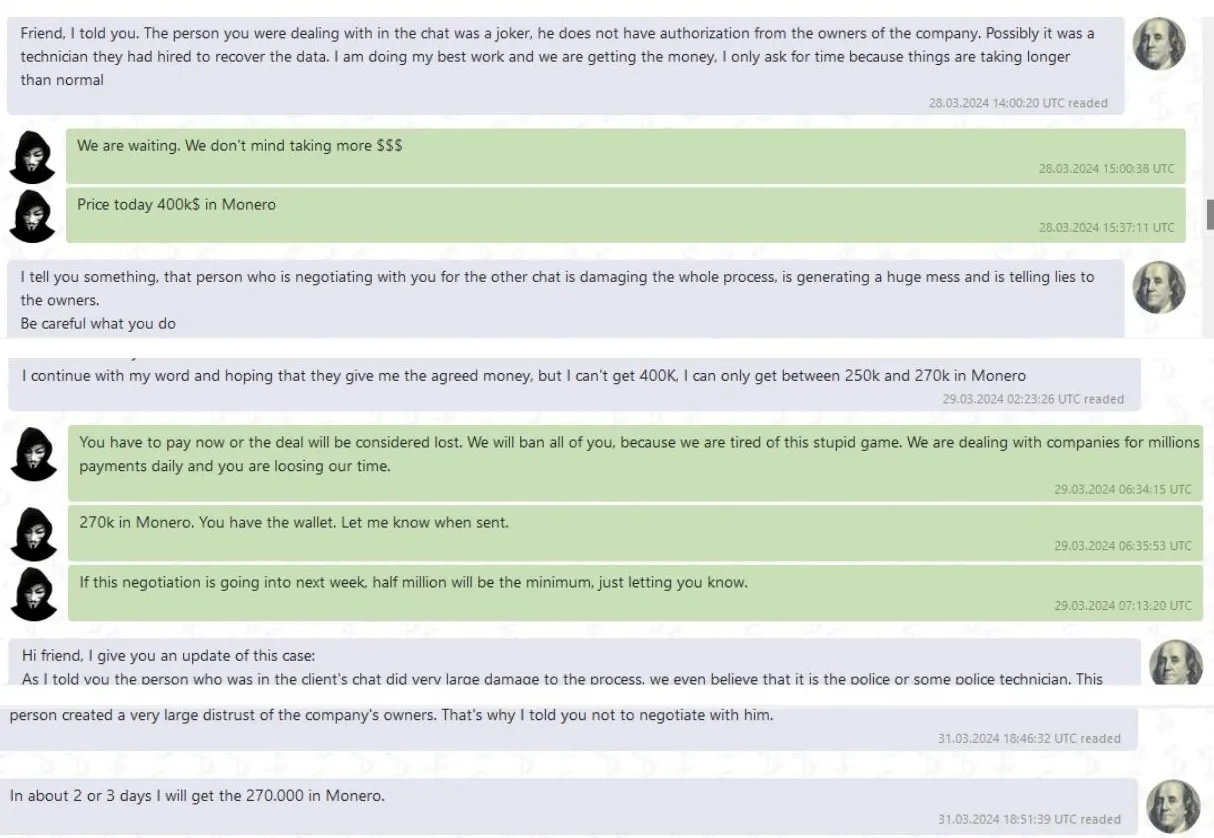 Friend, I told you. The person you were dealing with in the chat was a joker, he does not have authorization from the owners of the company. Possibly it was a
technician they had hired to recover the data. I am doing my best work and we are getting the money, I only ask for time because things are taking longer
than normal
28.03.2024 14:00:20 UTC readed
We are waiting. We don't mind taking more $$$
28.03.2024 15:00:38 UTC
Price today 400k$ in Monero
28.03.2024 15:37:11 UTC
I tell you something, that person who is negotiating with you for the other chat is damaging the whole process, is generating a huge mess and is telling lies to
the owners.
Be careful what you do
I continue with my word and hoping that they give me the agreed money, but I can't get 400K, I can only get between 250k and 270k in Monero
29.03.2024 02:23:26 UTC readed
You have to pay now or the deal will be considered lost. We will ban all of you, because we are tired of this stupid game. We are dealing with companies for millions
payments daily and you are loosing our time.
29.03.2024 06:34:15 UTC
270k in Monero. You have the wallet. Let me know when sent.
29.03.2024 06:35:53 UTC
If this negotiation is going into next week, half million will be the minimum, just letting you know.
29.03.2024 07:13:20 UTC
Hi friend, I give you an update of this case:
As I told you the person who was in the client's chat did very large damage to the process, we even believe that it is the police or some police technician. This
person created a very large distrust of the company's owners. That's why I told you not to negotiate with him.
31.03.2024 18:46:32 UTC readed
In about 2 or 3 days I will get the 270.000 in Monero.
31.03.2024 18:51:39 UTC readed